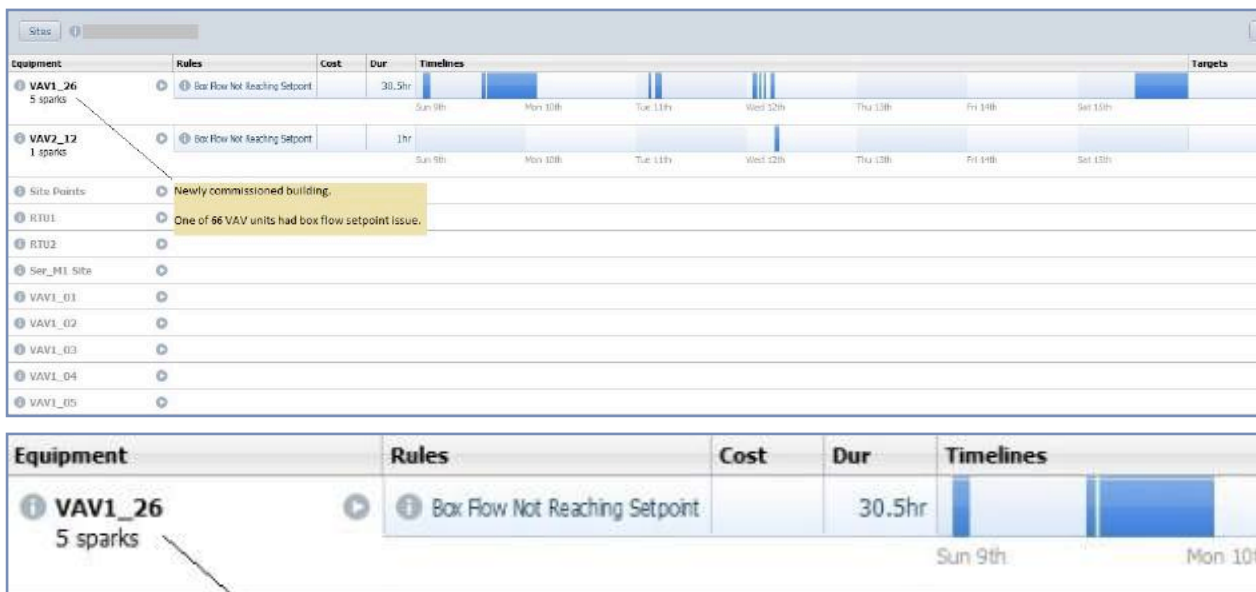 Sites
Equipment Rules Cost Dur Timelines Targets
VAV1_26 Box Flow Not Reaching Setpoint 30.5hr
5 sparks
Sun 9th Mon 10th Tue 11th Wed 12th Thu 13th Fri 14th Sat 15th
VAV2_12 Box Flow Not Reaching Setpoint 1hr
1 sparks
Sun 9th Mon 10th Tue 11th Wed 12th Thu 13th Fri 14th Sat 15th
Site Points
Newly commissioned building.
RTU1
One of 66 VAV units had box flow setpoint issue.
RTU2
Ser_M1 Site
VAV1_01
VAV1_02
VAV1_03
VAV1_04
VAV1_05
Equipment Rules Cost Dur Timelines
VAV1_26 Box Flow Not Reaching Setpoint 30.5hr
5 sparks
Sun 9th Mon 10t